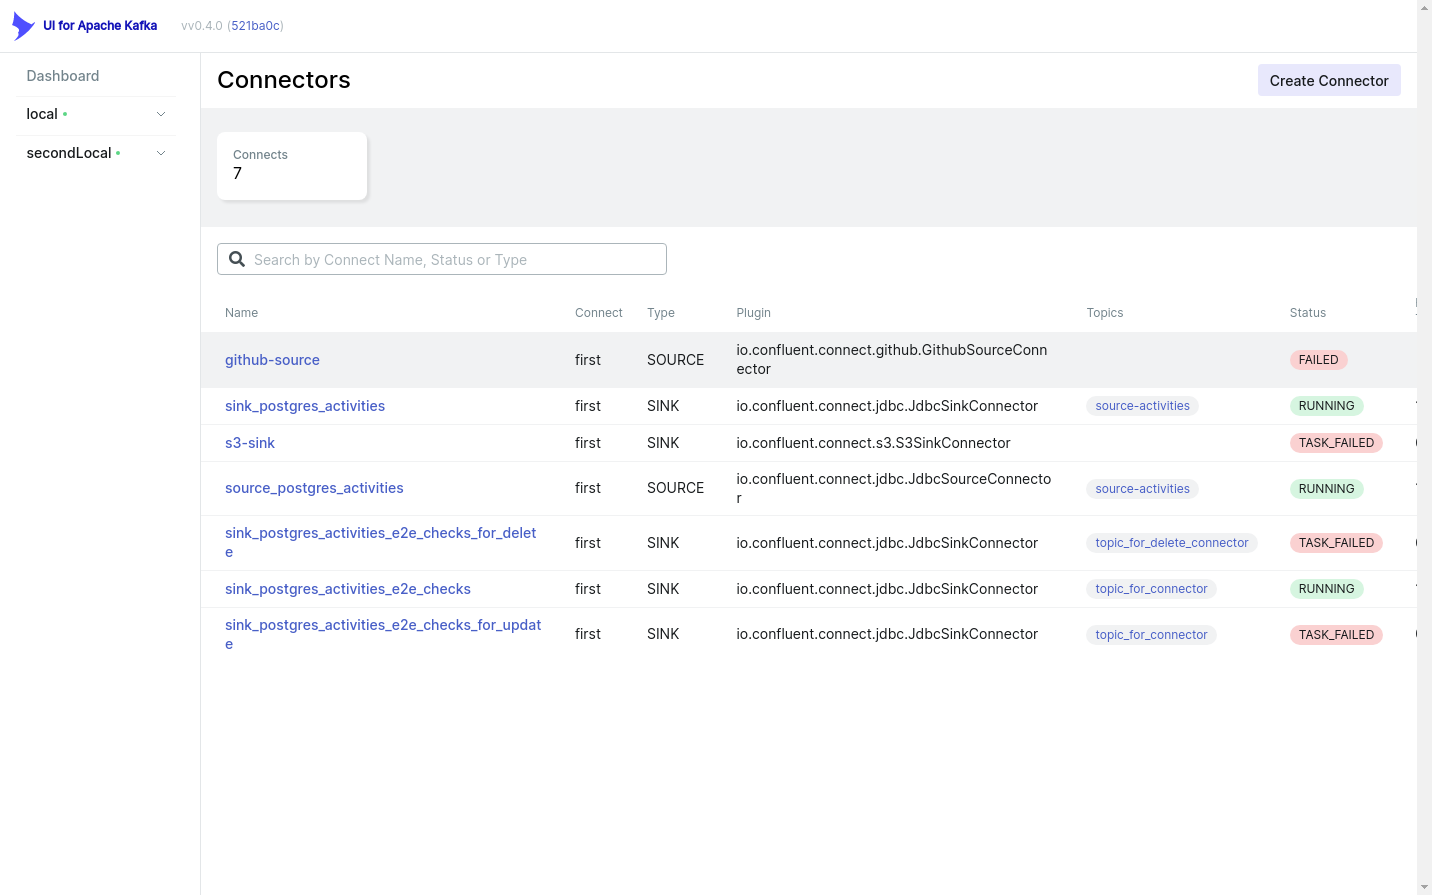 UI for Apache Kafka vv0.4.0 (521ba0c)
Dashboard
local
secondLocal
Connectors
Create Connector
Connects
7
Search by Connect Name, Status or Type
Name Connect Type Plugin Topics Status
github-source first SOURCE io.confluent.connect.github.GithubSourceConn
ector FAILED
sink_postgres_activities first SINK io.confluent.connect.jdbc.JdbcSinkConnector source-activities RUNNING
s3-sink first SINK io.confluent.connect.s3.S3SinkConnector TASK_FAILED
source_postgres_activities first SOURCE io.confluent.connect.jdbc.JdbcSourceConnecto
r source-activities RUNNING
sink_postgres_activities_e2e_checks_for_delet
e first SINK io.confluent.connect.jdbc.JdbcSinkConnector topic_for_delete_connector TASK_FAILED
sink_postgres_activities_e2e_checks first SINK io.confluent.connect.jdbc.JdbcSinkConnector topic_for_connector RUNNING
sink_postgres_activities_e2e_checks_for_updat
e first SINK io.confluent.connect.jdbc.JdbcSinkConnector topic_for_connector TASK_FAILED